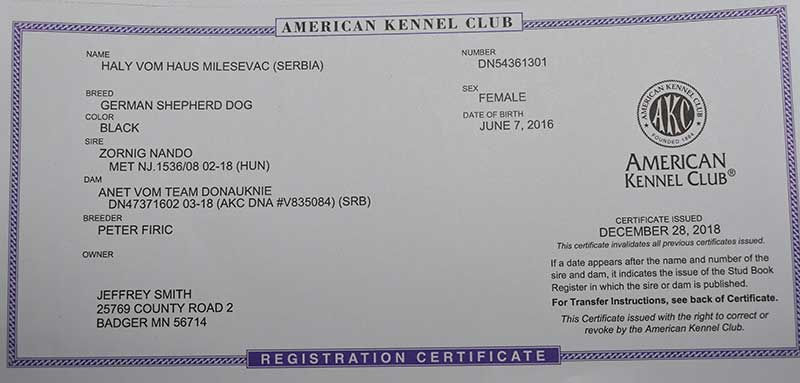 AMERICAN KENNEL CLUB
NAME
HALY VOM HAUS MILESEVAC (SERBIA)
NUMBER
DN54361301
BREED
GERMAN SHEPHERD DOG
SEX
FEMALE
COLOR
BLACK
DATE OF BIRTH
JUNE 7, 2016
SIRE
ZORNIG NANDO
MET NJ.1536/08 02-18 (HUN)
DAM
ANET VOM TEAM DONAUKNIE
DN47371602 03-18 (AKC DNA #V835084) (SRB)
BREEDER
PETER FIRIC
OWNER
JEFFREY SMITH
25769 COUNTY ROAD 2
BADGER MN 56714
AMERICAN KENNEL CLUB
AKC
FOUNDED 1884
AMERICAN
KENNEL CLUB®
CERTIFICATE ISSUED
DECEMBER 28, 2018
This certificate invalidates all previous certificates issued.
If a date appears after the name and number of the
sire and dam, it indicates the issue of the Stud Book
Register in which the sire or dam is published.
For Transfer Instructions, see back of Certificate.
This Certificate issued with the right to correct or
revoke by the American Kennel Club.
REGISTRATION CERTIFICATE